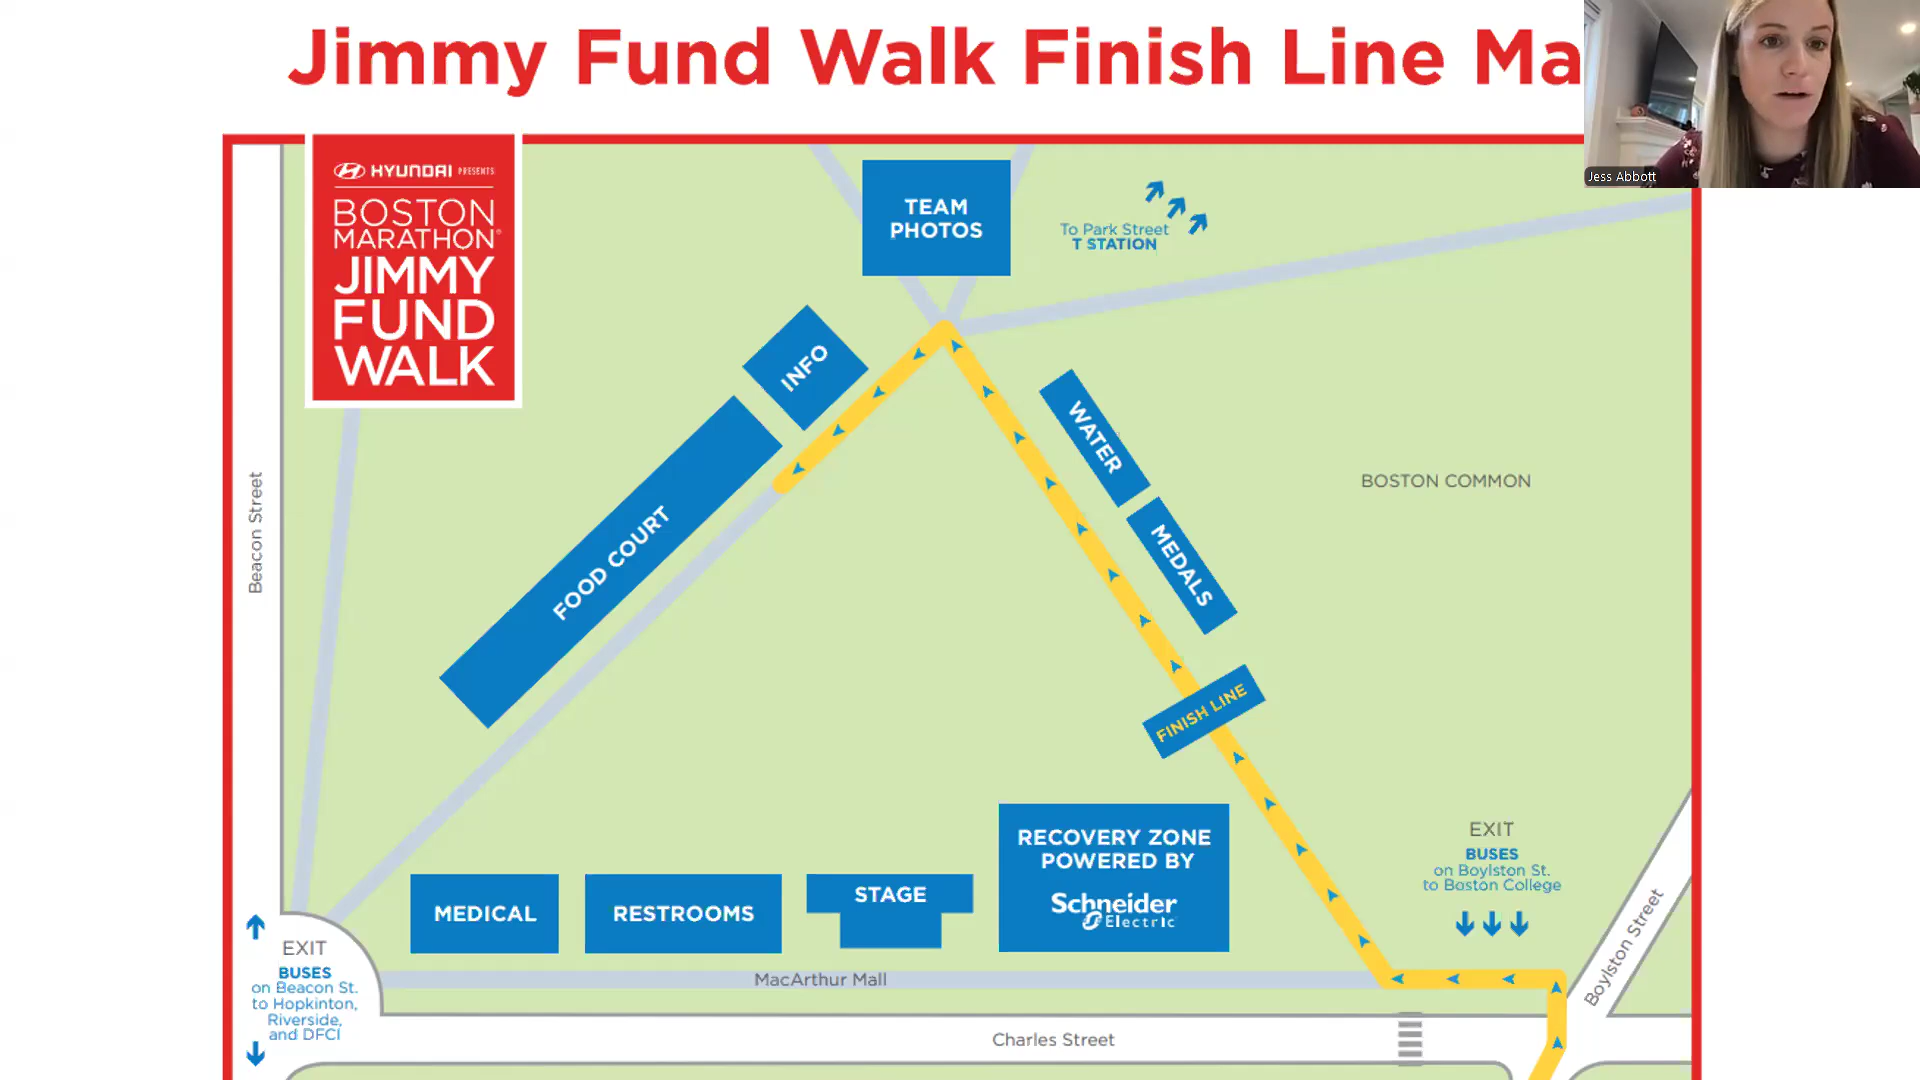 Jimmy Fund Walk Finish Line Ma
Jess Abbott
HYUNDAI PRESENTS
BOSTON
MARATHON®
JIMMY
FUND
WALK
TEAM
PHOTOS
To Park Street
T STATION
INFO
WATER
FOOD COURT
MEDALS
BOSTON COMMON
Beacon Street
FINISH LINE
RECOVERY ZONE
POWERED BY
Schneider
Electric
MEDICAL
RESTROOMS
STAGE
EXIT
BUSES
on Boylston St.
to Boston College
Boylston Street
EXIT
BUSES
on Beacon St.
to Hopkinton,
Riverside,
and DFCI
MacArthur Mall
Charles Street